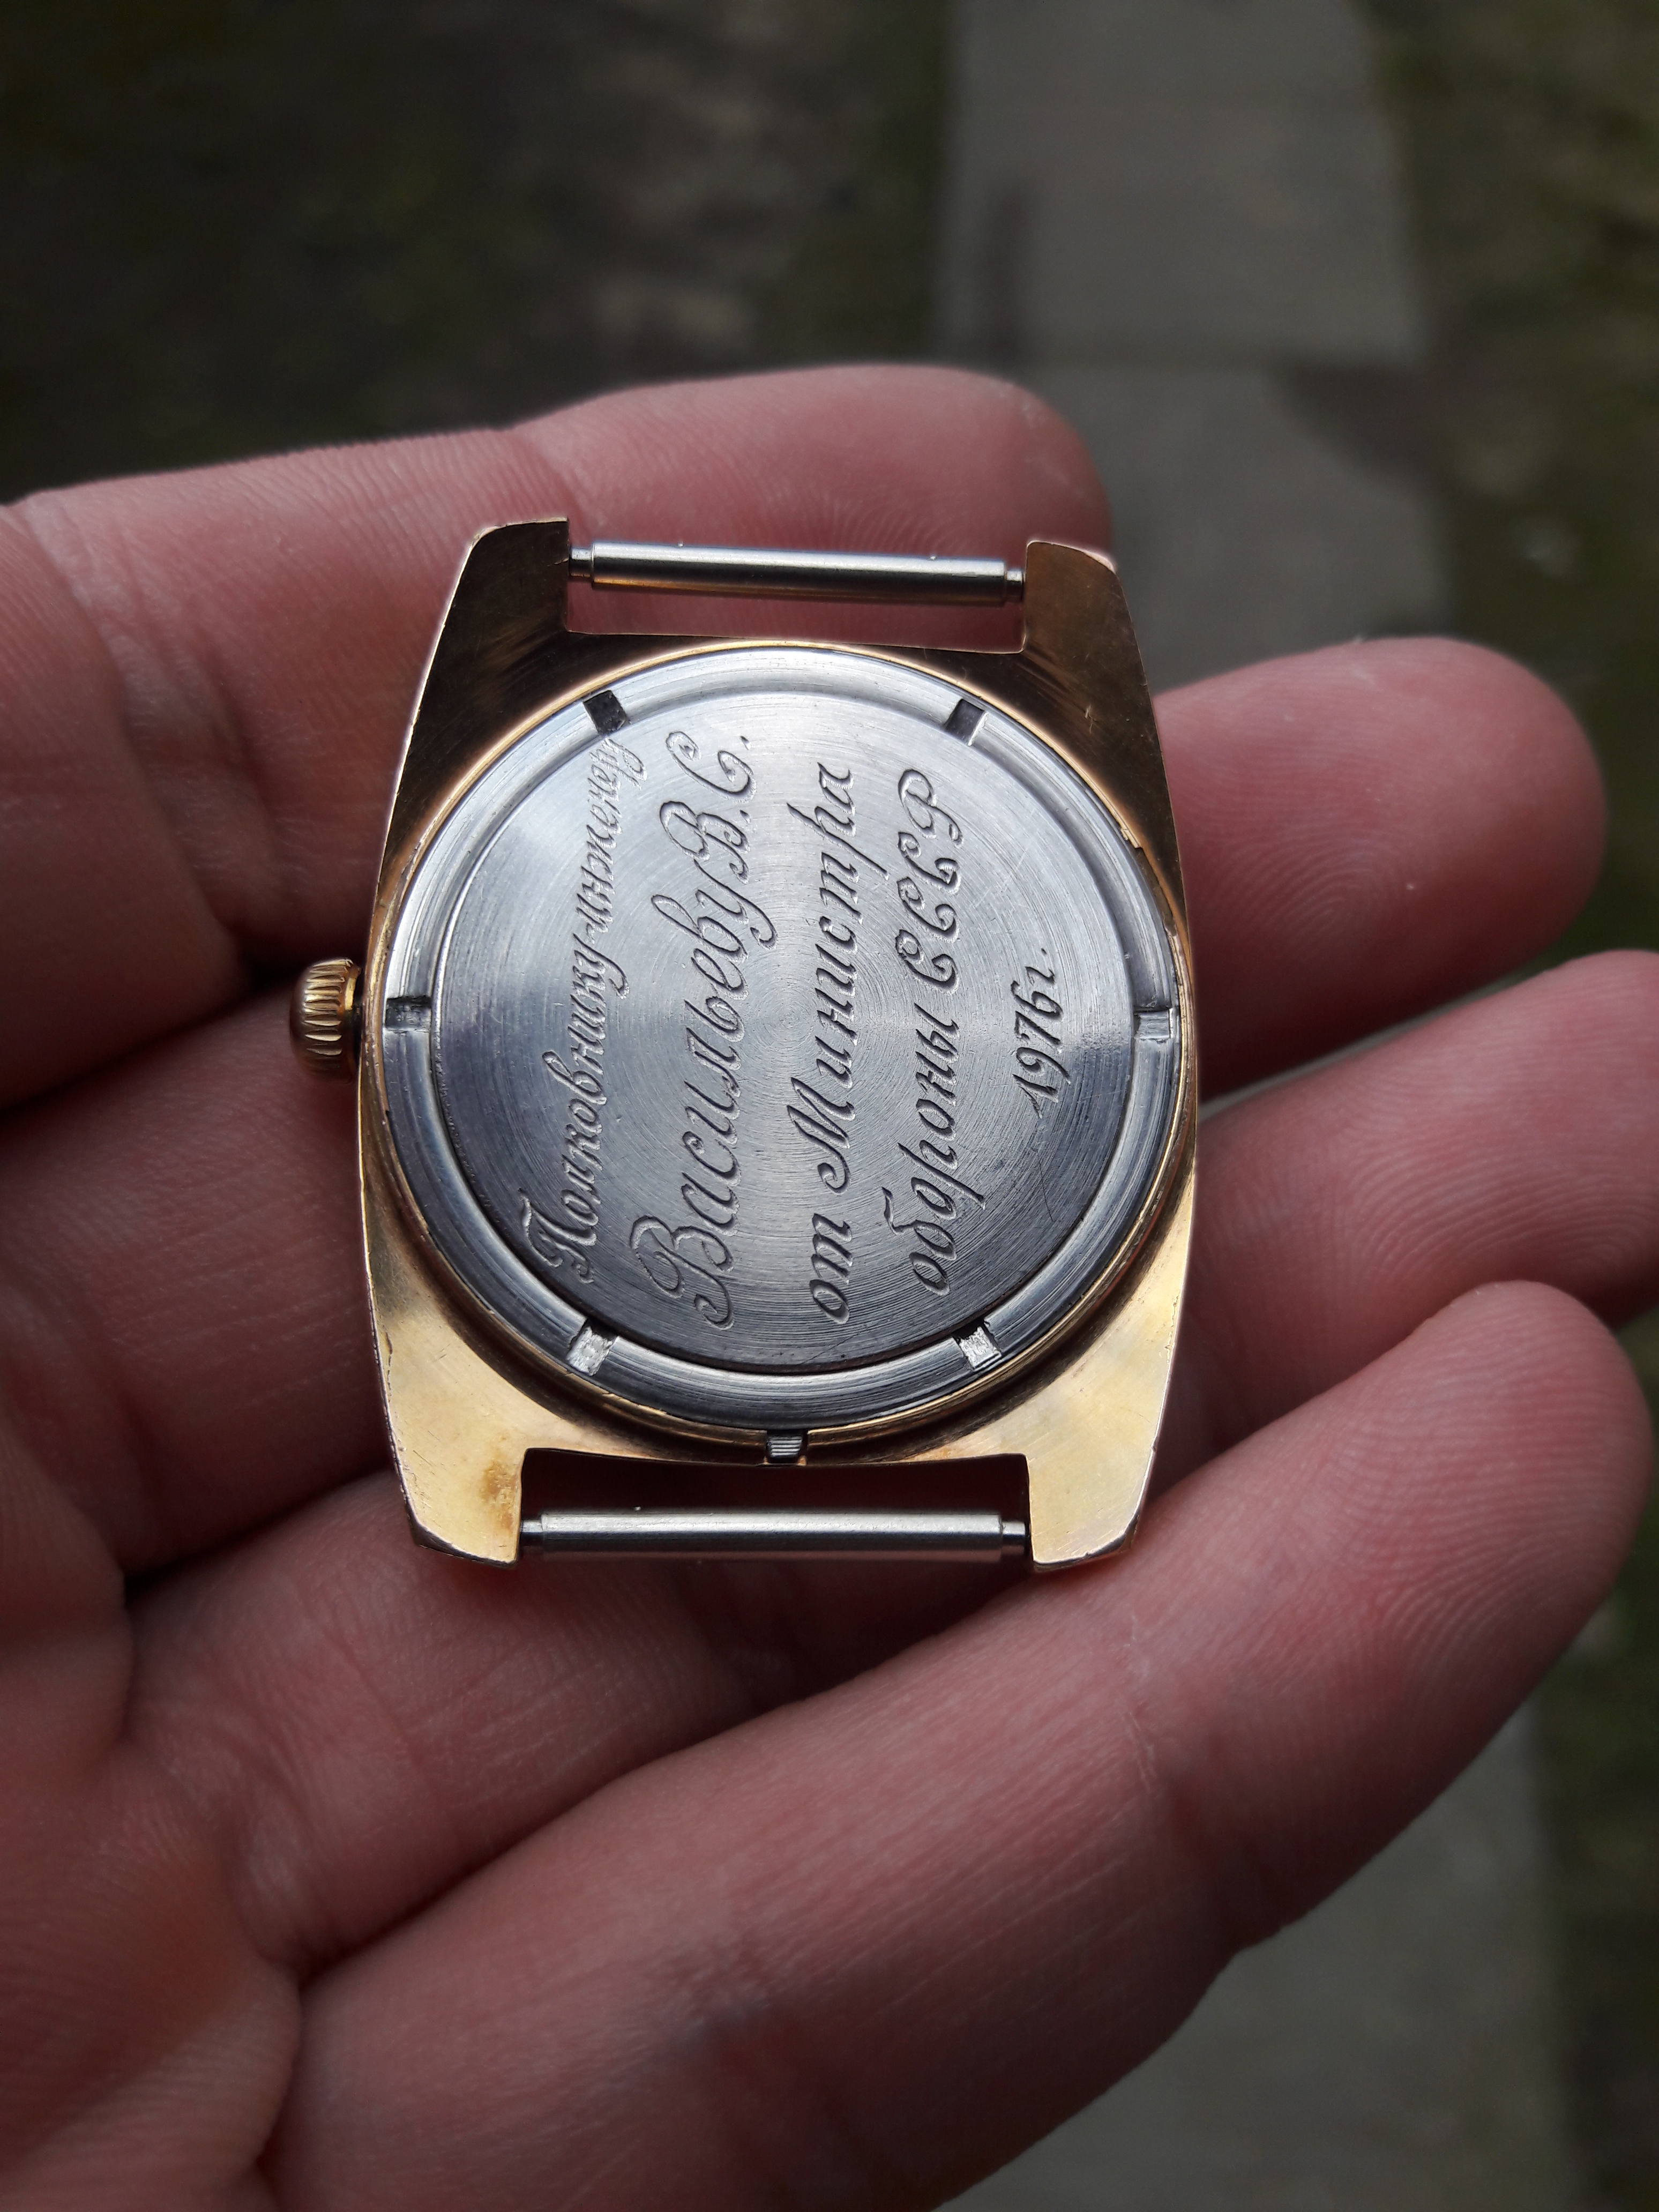 Полковнику-инженеру
Васильеву В.С.
от Министра
обороны СССР
1976г.